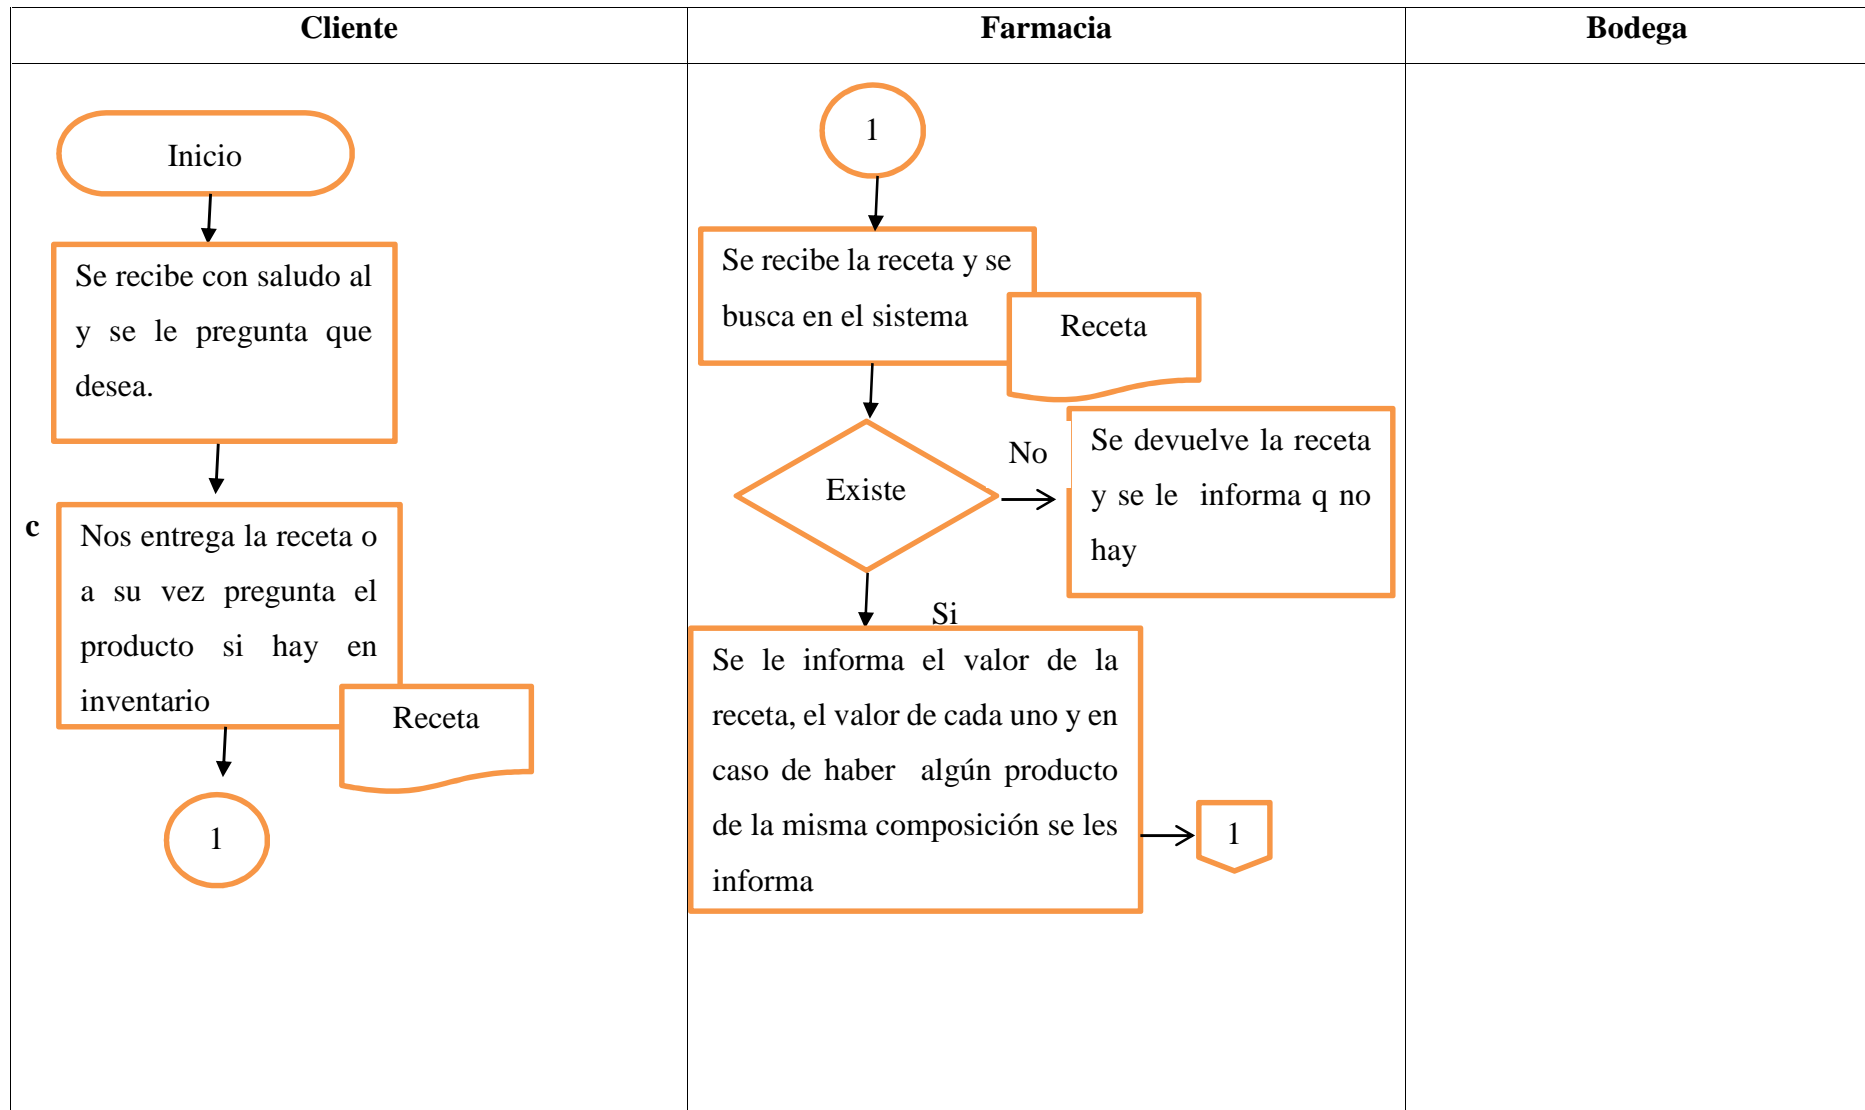 Cliente
Farmacia
Bodega
Inicio
Se recibe con saludo al
y se le pregunta que
desea.
c
Nos entrega la receta o
a su vez pregunta el
producto si hay en
inventario
Receta
1
1
Se recibe la receta y se
busca en el sistema
Receta
Existe
No
Se devuelve la receta
y se le informa q no
hay
Si
Se le informa el valor de la
receta, el valor de cada uno y en
caso de haber algún producto
de la misma composición se les
informa
1